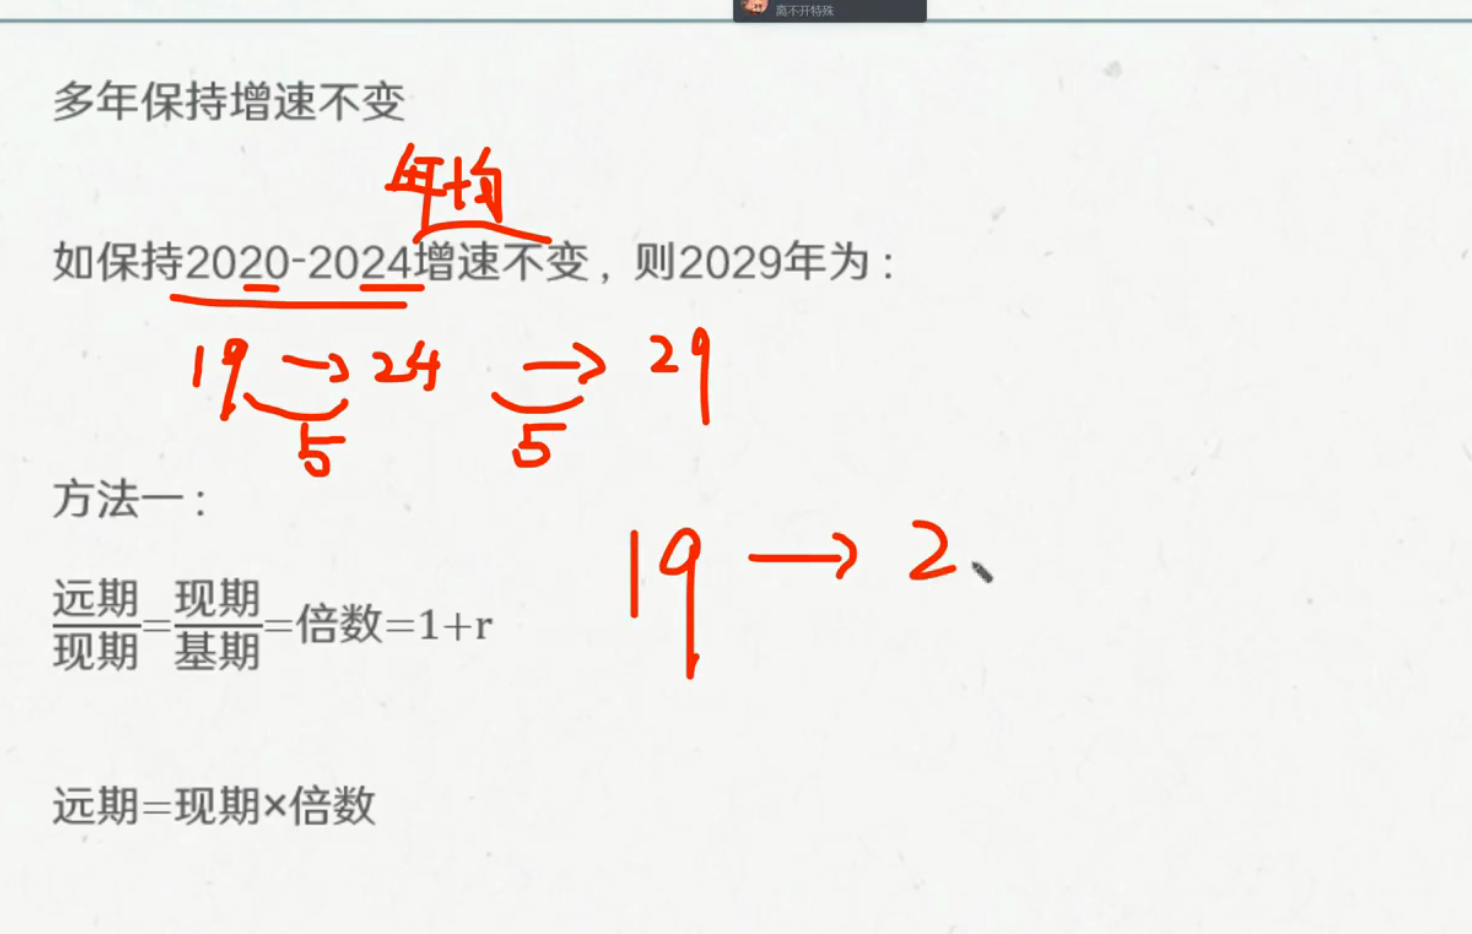 离不开特殊
多年保持增速不变
年均
如保持2020-2024增速不变，则2029年为：
19 → 24 → 29
5 5
方法一：
19 → 2
远期/现期=现期/基期=倍数=1+r
远期=现期×倍数